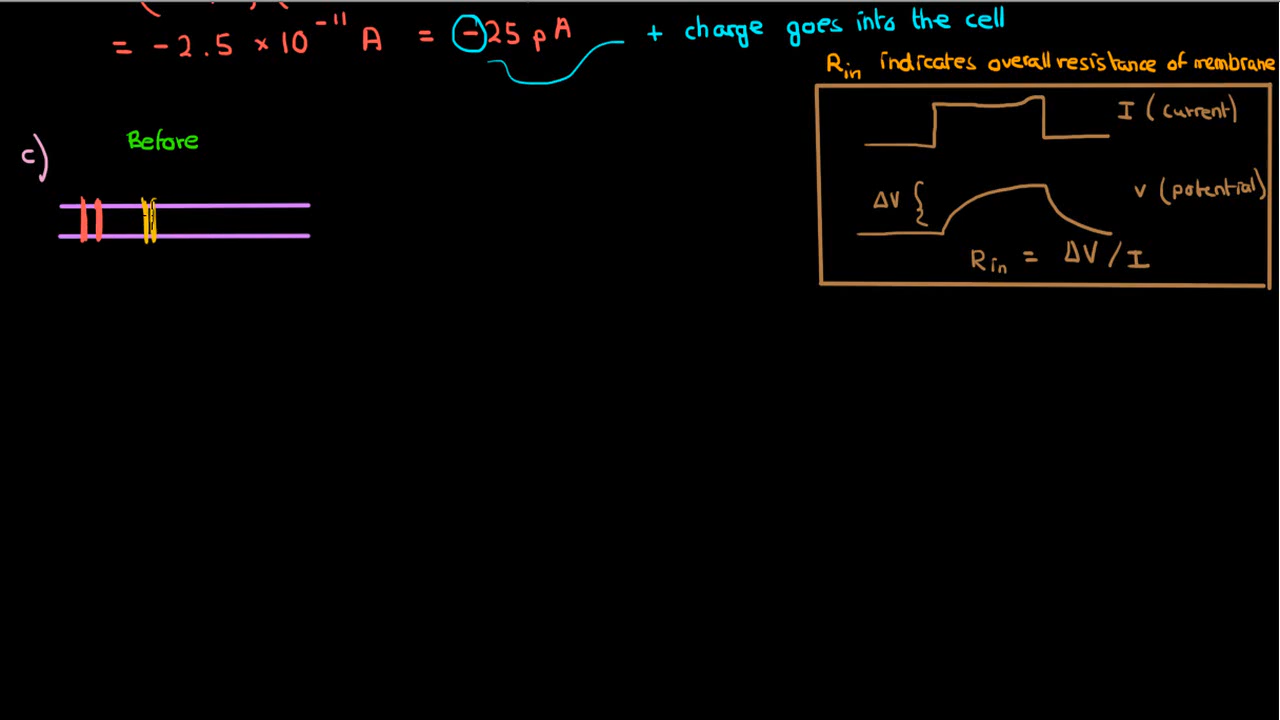 = -2.5 × 10⁻¹¹ A = -25 pA
+ charge goes into the cell
Rin indicates overall resistance of membrane
I (current)
ΔV {
V (potential)
Rin = ΔV / I
c)
Before